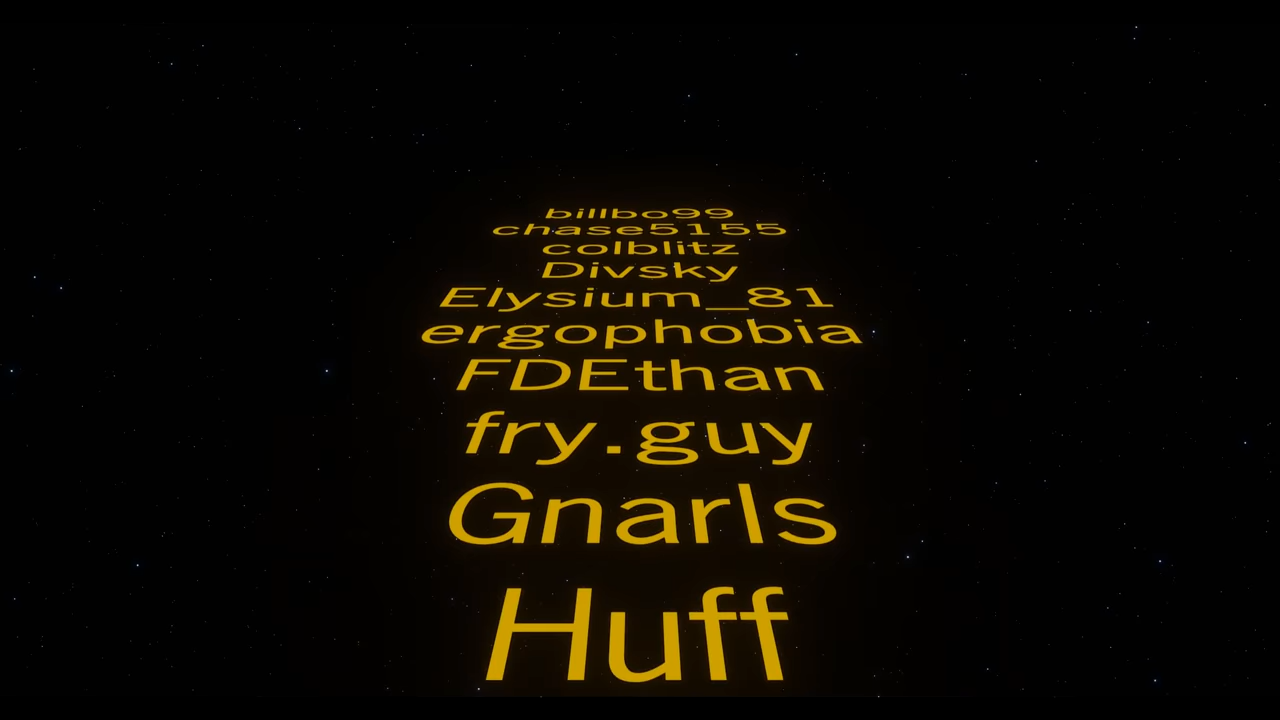 billbo99
chase5155
colblitz
Divsky
Elysium_81
ergophobia
FDEthan
fry.guy
Gnarls
Huff